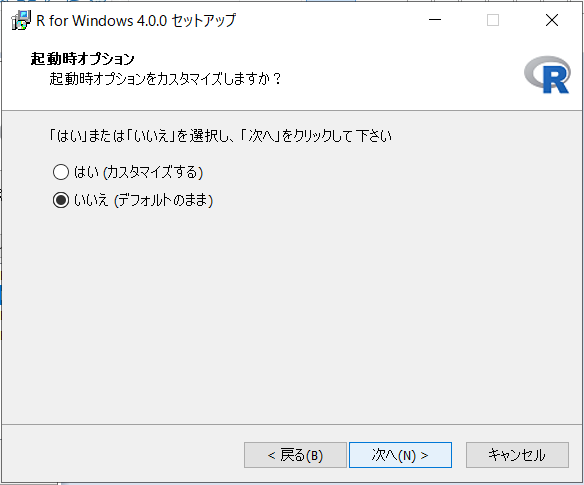 R for Windows 4.0.0 セットアップ
起動時オプション
起動時オプションをカスタマイズしますか？
R
「はい」または「いいえ」を選択し、「次へ」をクリックして下さい
はい (カスタマイズする)
いいえ (デフォルトのまま)
< 戻る(B)
次へ(N) >
キャンセル